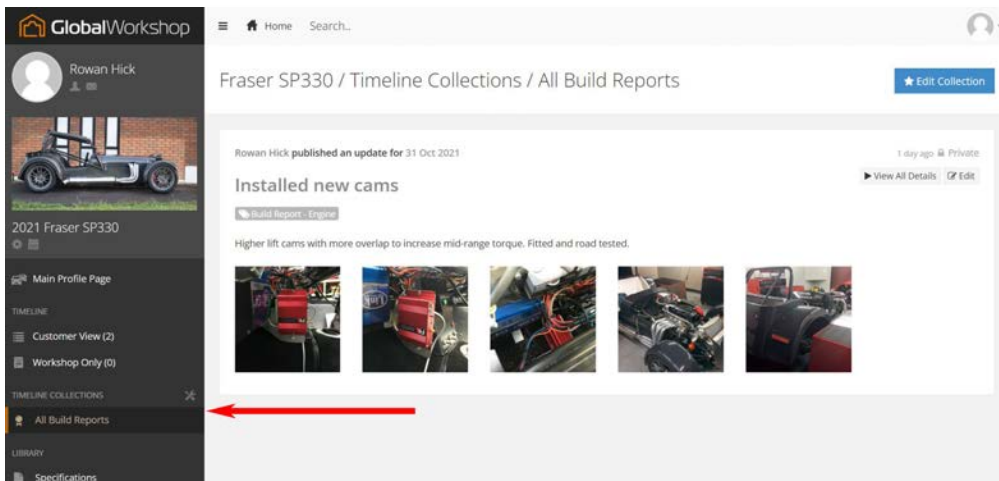 GlobalWorkshop
Home Search..
Rowan Hick
Fraser SP330 / Timeline Collections / All Build Reports
Edit Collection
2021 Fraser SP330
Main Profile Page
TIMELINE
Customer View (2)
Workshop Only (0)
TIMELINE COLLECTIONS
All Build Reports
LIBRARY
Specifications
Rowan Hick published an update for 31 Oct 2021
1 day ago Private
View All Details Edit
Installed new cams
Build Report - Engine
Higher lift cams with more overlap to increase mid-range torque. Fitted and road tested.
Link